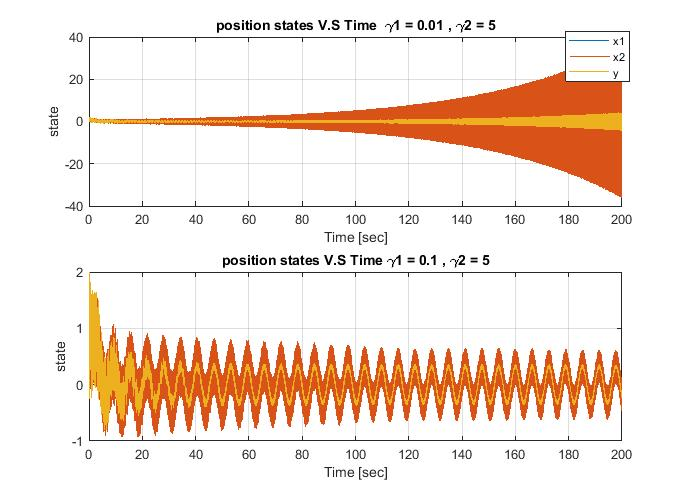 position states V.S Time γ1 = 0.01 , γ2 = 5
x1
x2
y
40
20
0
-20
-40
state
0 20 40 60 80 100 120 140 160 180 200
Time [sec]
position states V.S Time γ1 = 0.1 , γ2 = 5
2
1
0
-1
state
0 20 40 60 80 100 120 140 160 180 200
Time [sec]